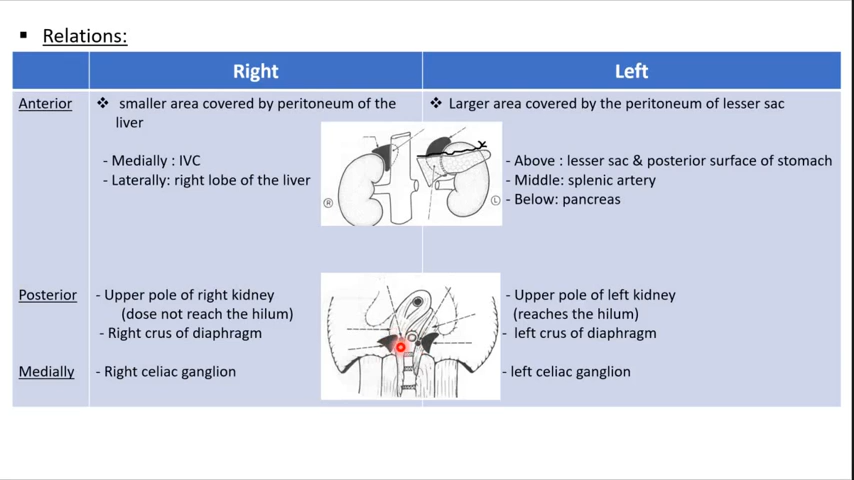 ▪ Relations:
Right Left
Anterior
❖ smaller area covered by peritoneum of the
liver
- Medially : IVC
- Laterally: right lobe of the liver
❖ Larger area covered by the peritoneum of lesser sac
- Above : lesser sac & posterior surface of stomach
- Middle: splenic artery
- Below: pancreas
R
L
Posterior
- Upper pole of right kidney
(dose not reach the hilum)
- Right crus of diaphragm
- Upper pole of left kidney
(reaches the hilum)
- left crus of diaphragm
Medially
- Right celiac ganglion
- left celiac ganglion